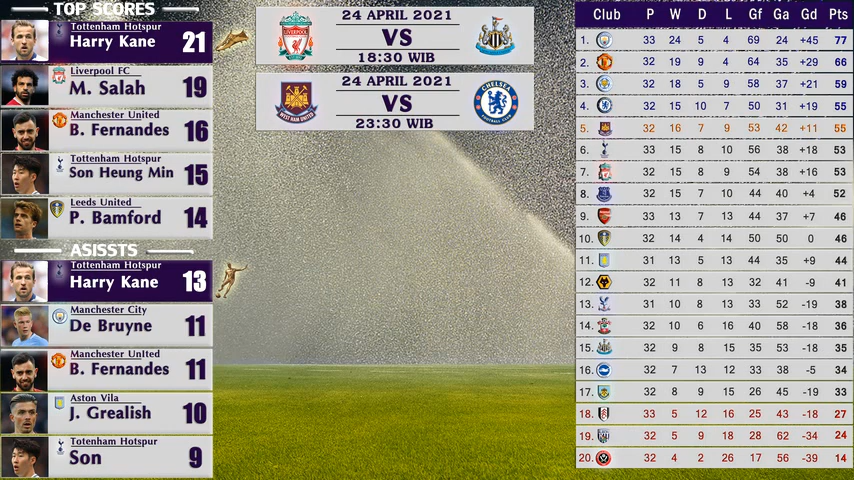 TOP SCORES
Tottenham Hotspur
Harry Kane 21
Liverpool FC
M. Salah 19
Manchester United
B. Fernandes 16
Tottenham Hotspur
Son Heung Min 15
Leeds United
P. Bamford 14
ASISSTS
Tottenham Hotspur
Harry Kane 13
Manchester City
De Bruyne 11
Manchester United
B. Fernandes 11
Aston Vila
J. Grealish 10
Totenham Hotspur
Son 9
24 APRIL 2021
VS
18:30 WIB
24 APRIL 2021
VS
23:30 WIB
WEST HAM UNITED
CHELSEA
FOOTBALL CLUB
Club P W D L Gf Ga Gd Pts
1. 33 24 5 4 69 24 +45 77
2. 32 19 9 4 64 35 +29 66
3. 32 18 5 9 58 37 +21 59
4. 32 15 10 7 50 31 +19 55
5. 32 16 7 9 53 42 +11 55
6. 33 15 8 10 56 38 +18 53
7. 32 15 8 9 54 38 +16 53
8. 32 15 7 10 44 40 +4 52
9. 33 13 7 13 44 37 +7 46
10. 32 14 4 14 50 50 0 46
11. 31 13 5 13 44 35 +9 44
12. 32 11 8 13 32 41 -9 41
13. 31 10 8 13 33 52 -19 38
14. 32 10 6 16 40 58 -18 36
15. 32 9 8 15 35 53 -18 35
16. 32 7 13 12 33 38 -5 34
17. 32 8 9 15 26 45 -19 33
18. 33 5 12 16 25 43 -18 27
19. 32 5 9 18 28 62 -34 24
20. 32 4 2 26 17 56 -39 14